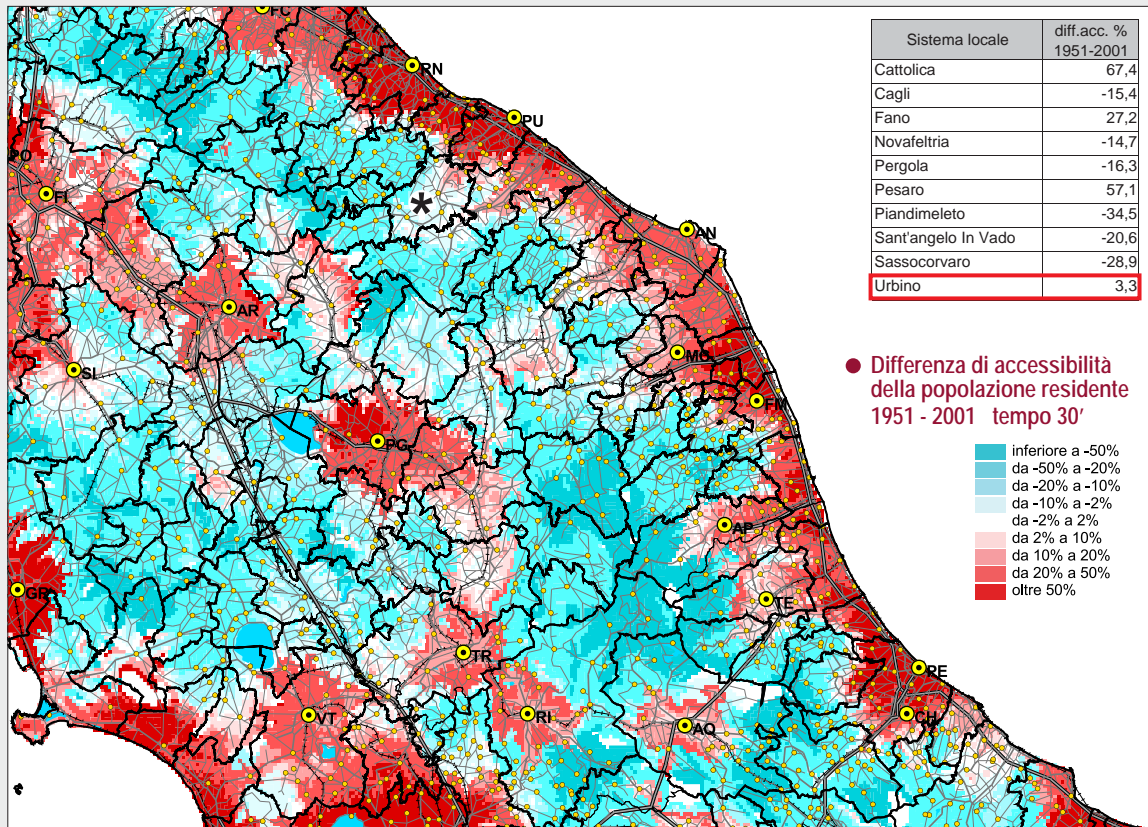 FC
RN
PU
PO
FI
*
AN
AR
MC
SI
PG
AP
GR
TE
TR
PE
VT
RI
AQ
CH
Sistema locale diff.acc. % 1951-2001
Cattolica 67,4
Cagli -15,4
Fano 27,2
Novafeltria -14,7
Pergola -16,3
Pesaro 57,1
Piandimeleto -34,5
Sant'angelo In Vado -20,6
Sassocorvaro -28,9
Urbino 3,3
Differenza di accessibilità
della popolazione residente
1951 - 2001 tempo 30'
inferiore a -50%
da -50% a -20%
da -20% a -10%
da -10% a -2%
da -2% a 2%
da 2% a 10%
da 10% a 20%
da 20% a 50%
oltre 50%